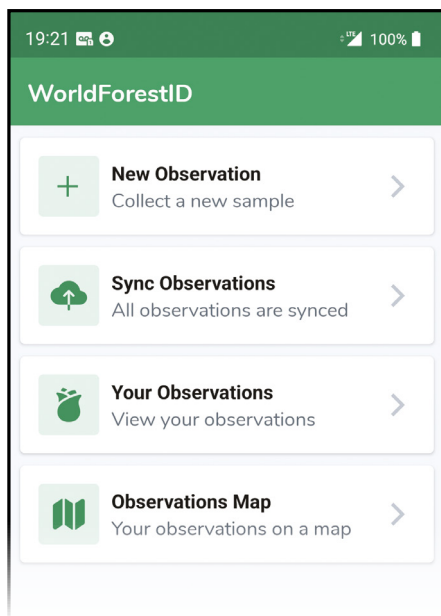 19:21 LTE 100%
WorldForestID
New Observation
Collect a new sample
Sync Observations
All observations are synced
Your Observations
View your observations
Observations Map
Your observations on a map